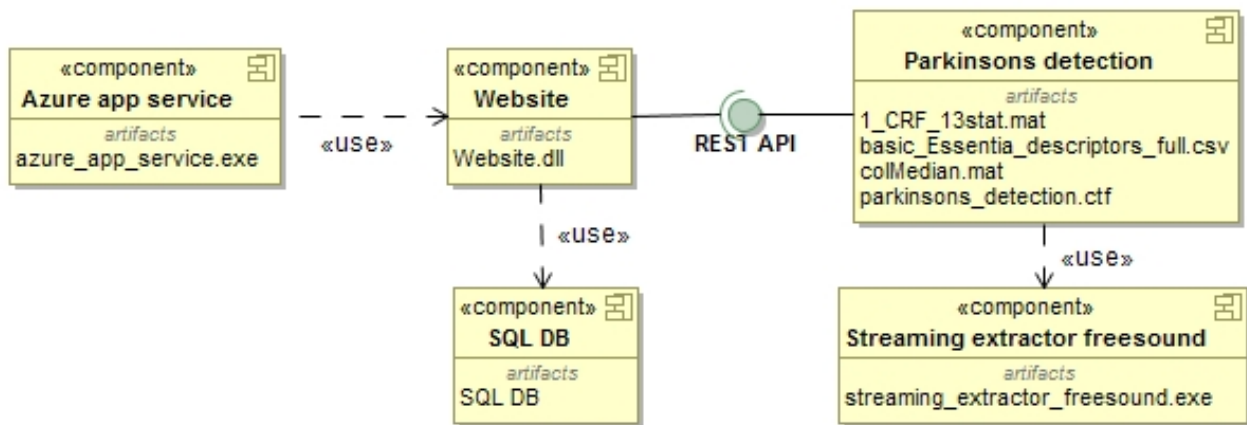 «component»
Azure app service
artifacts
azure_app_service.exe
«use»
«component»
Website
artifacts
Website.dll
REST API
«component»
Parkinsons detection
artifacts
1_CRF_13stat.mat
basic_Essentia_descriptors_full.csv
colMedian.mat
parkinsons_detection.ctf
«use»
«use»
«component»
SQL DB
artifacts
SQL DB
«component»
Streaming extractor freesound
artifacts
streaming_extractor_freesound.exe